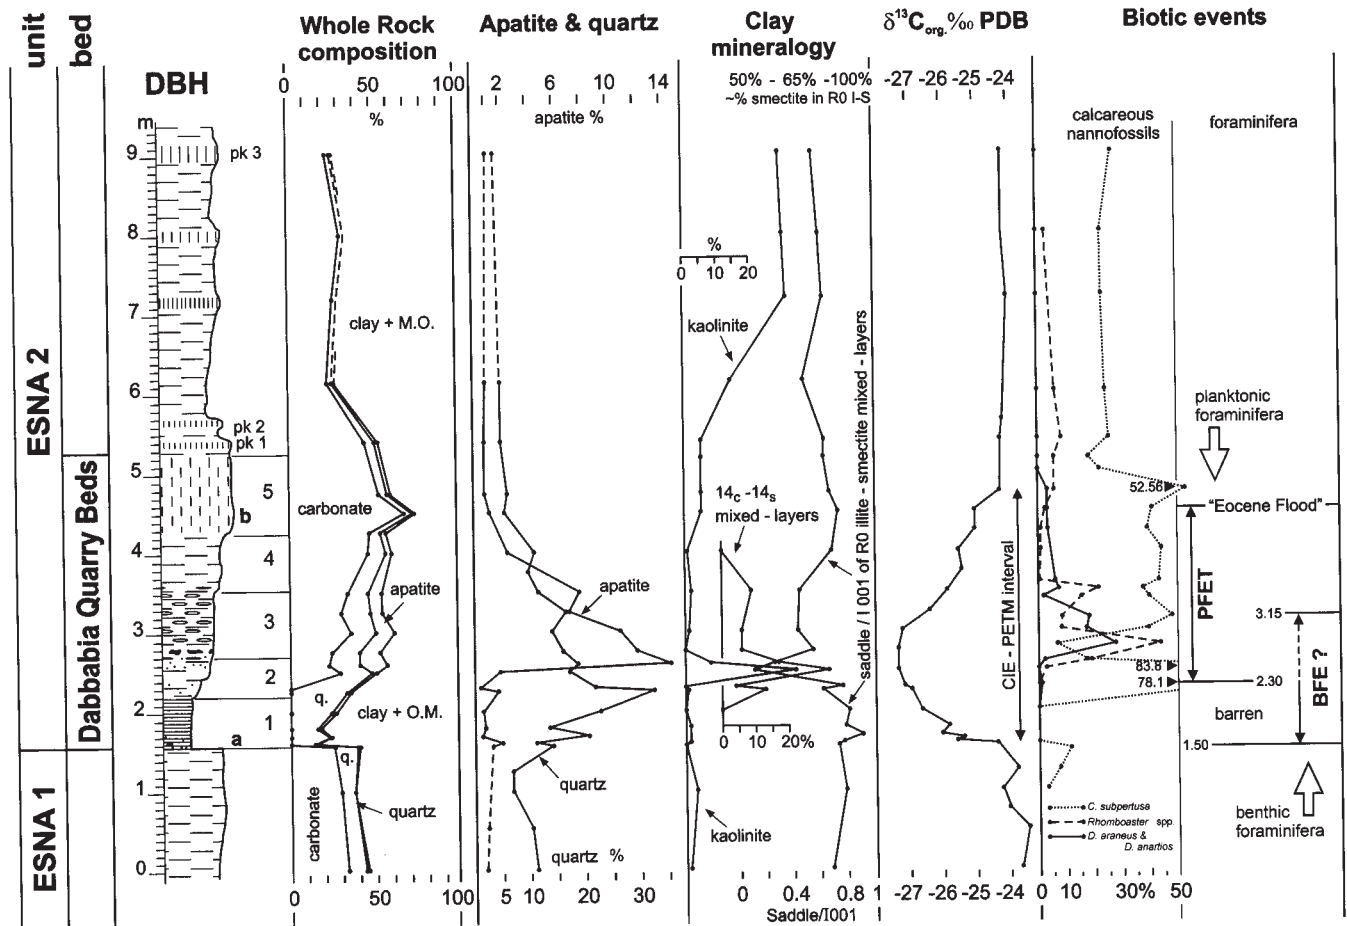 unit
bed
DBH
Whole Rock
composition
0 50 100
%
Apatite & quartz
2 6 10 14
apatite %
Clay
mineralogy
50% - 65% -100%
~% smectite in R0 I-S
δ¹³C org. ‰ PDB
-27 -26 -25 -24
Biotic events
calcareous
nannofossils
foraminifera
ESNA 2
ESNA 1
Dabbabia Quarry Beds
m
9
8
7
6
5
4
3
2
1
0
pk 3
pk 2
pk 1
5
b
4
3
2
1
a
clay + M.O.
carbonate
apatite
q.
clay + O.M.
q.
quartz
carbonate
0 50 100
%
apatite
quartz
quartz %
5 10 20 30
%
0 10 20
kaolinite
14c -14s
mixed - layers
0 10 20%
kaolinite
saddle / I 001 of R0 illite - smectite mixed - layers
0 0.4 0.8 1
Saddle/I001
CIE - PETM interval
-27 -26 -25 -24
planktonic
foraminifera
52.56
"Eocene Flood"
PFET
3.15
BFE ?
83.8
78.1
2.30
barren
1.50
benthic
foraminifera
C. subpertusa
Rhomboaster spp.
D. araneus &
D. anartios
0 10 30% 50